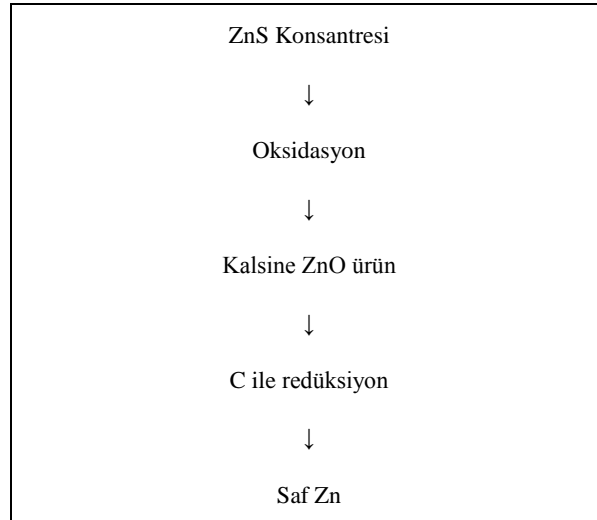 ZnS Konsantresi
↓
Oksidasyon
↓
Kalsine ZnO ürün
↓
C ile redüksiyon
↓
Saf Zn